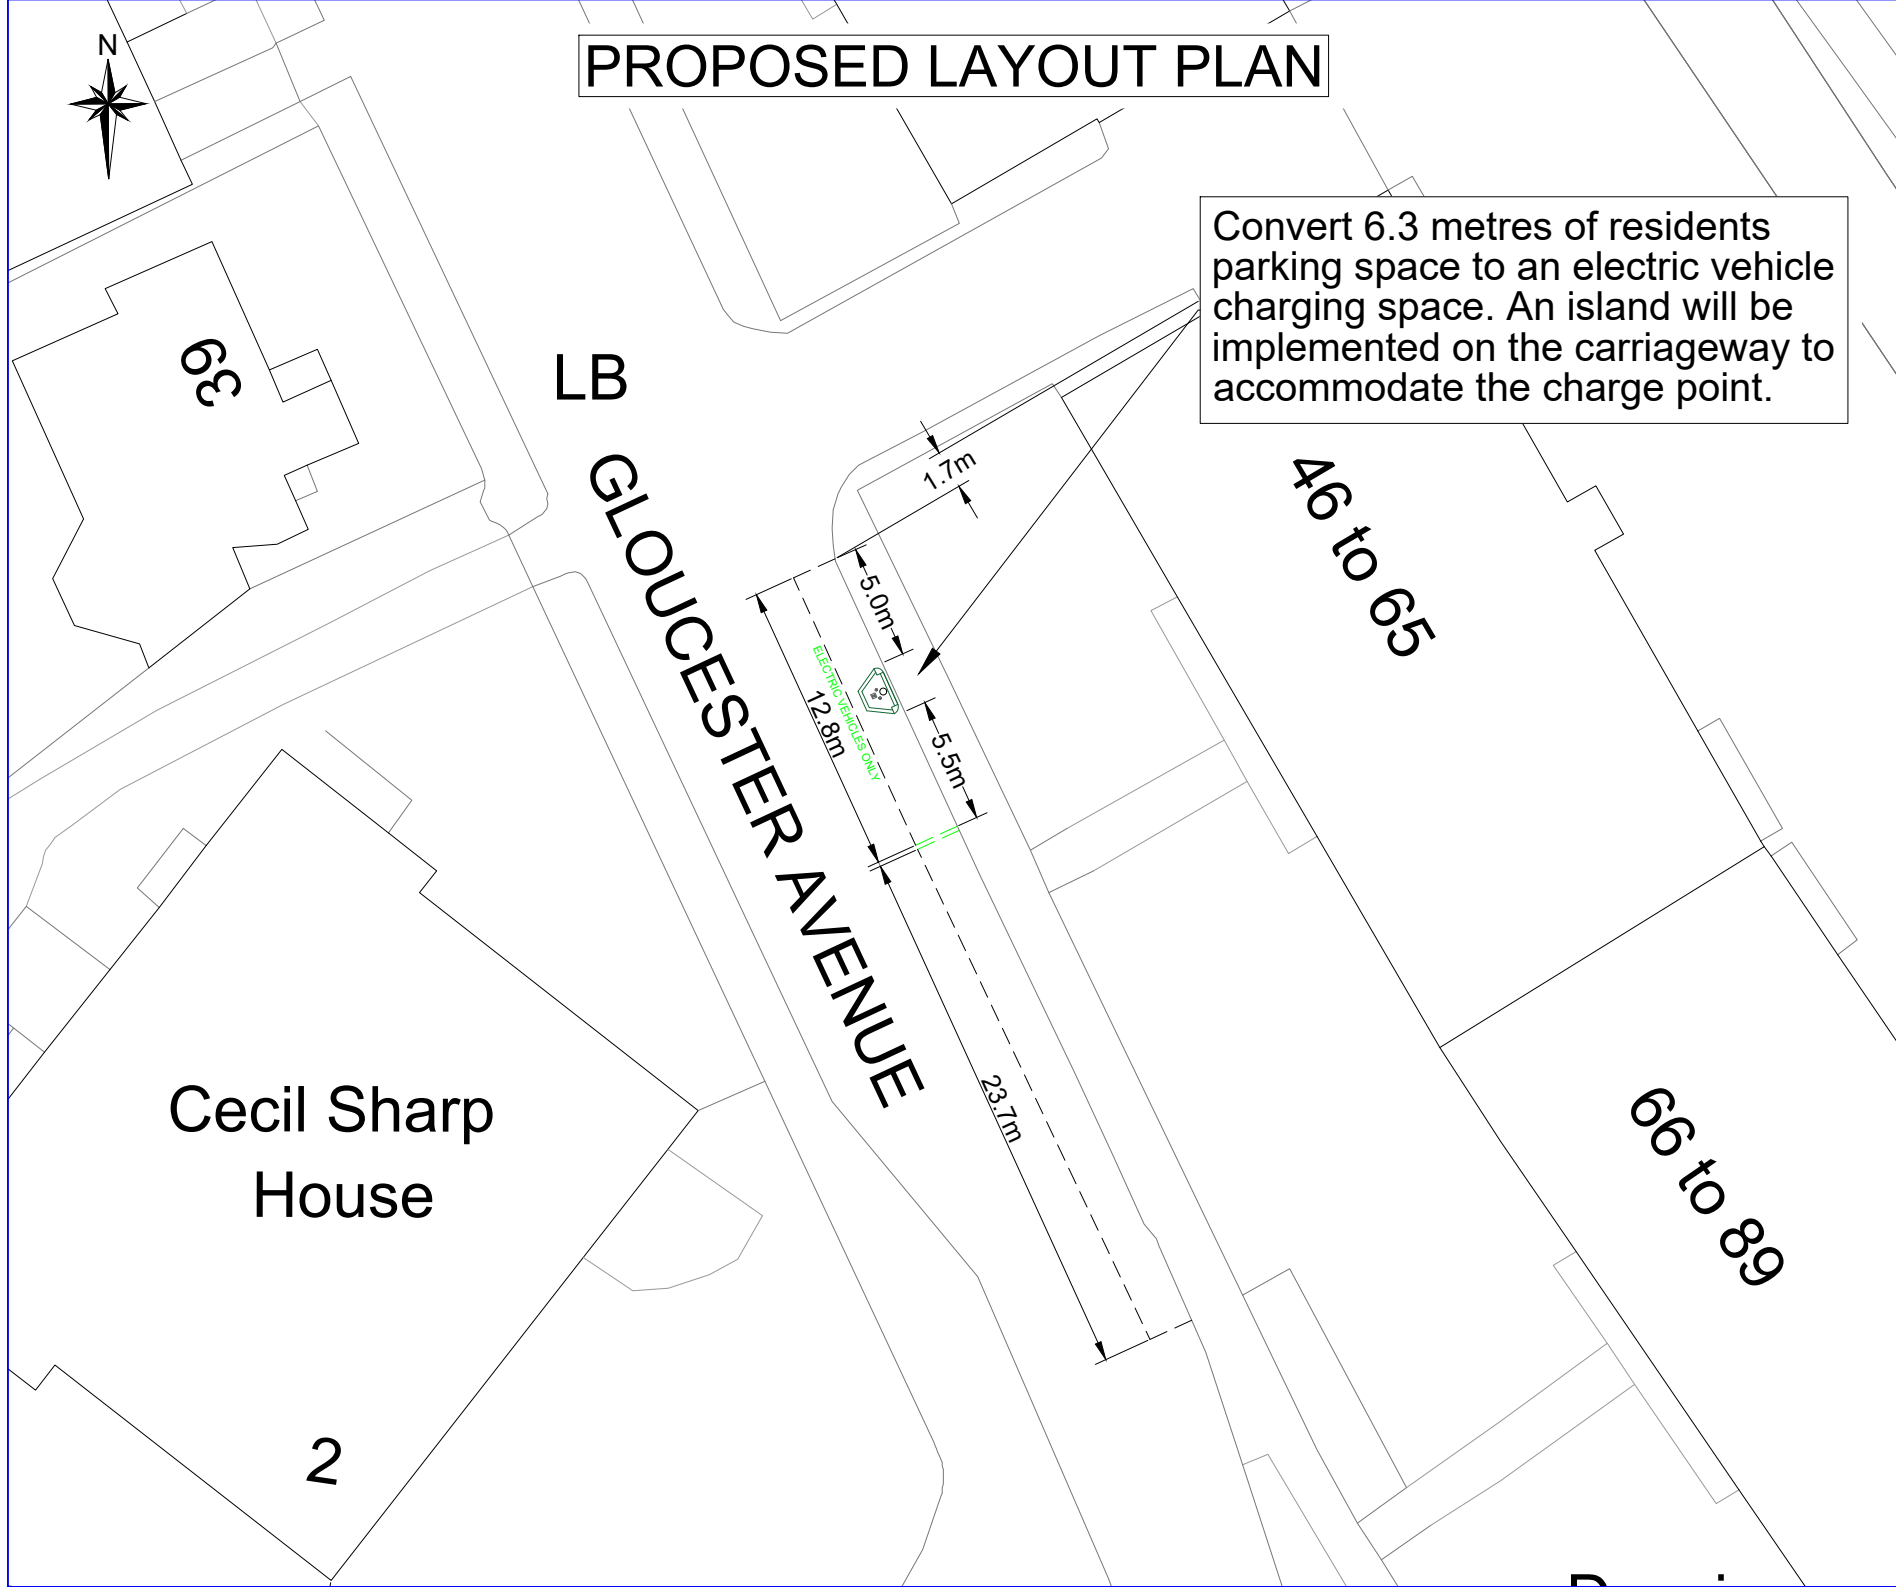 N
PROPOSED LAYOUT PLAN
Convert 6.3 metres of residents
parking space to an electric vehicle
charging space. An island will be
implemented on the carriageway to
accommodate the charge point.
39
LB
GLOUCESTER AVENUE
1.7m
5.0m
ELECTRIC VEHICLES ONLY
12.8m
5.5m
46 to 65
23.7m
Cecil Sharp
House
66 to 89
2